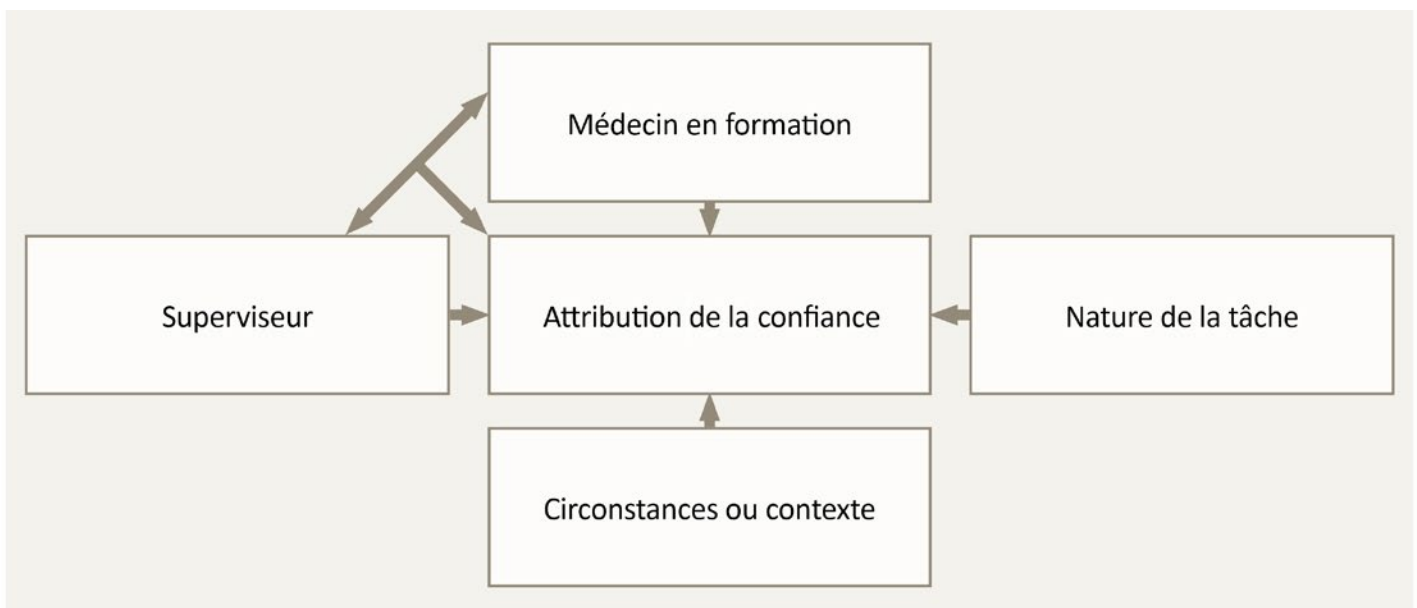 Médecin en formation
Superviseur
Attribution de la confiance
Nature de la tâche
Circonstances ou contexte